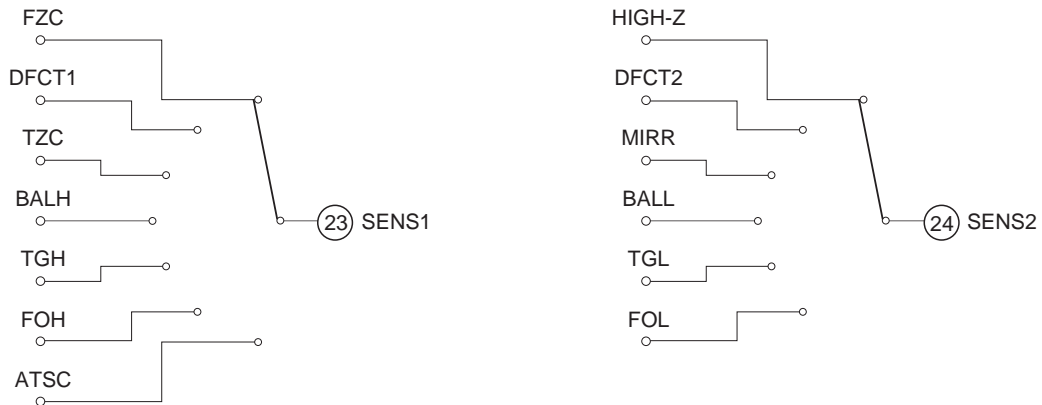 FZC
DFCT1
TZC
BALH
TGH
FOH
ATSC
23 SENS1
HIGH-Z
DFCT2
MIRR
BALL
TGL
FOL
24 SENS2